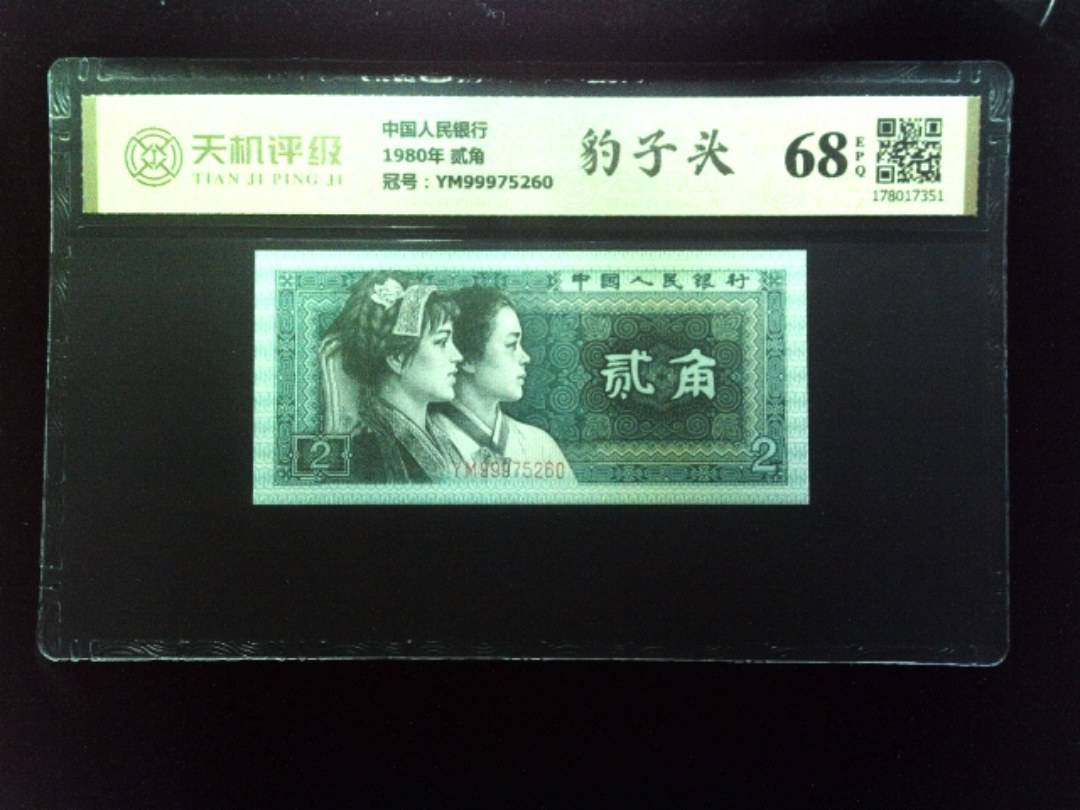 天机评级
TIAN JI PING JI
中国人民银行
1980年 贰角
冠号：YM99975260
豹子头
68
EPQ
178017351
中国人民银行
贰角
2
YM99975260
2